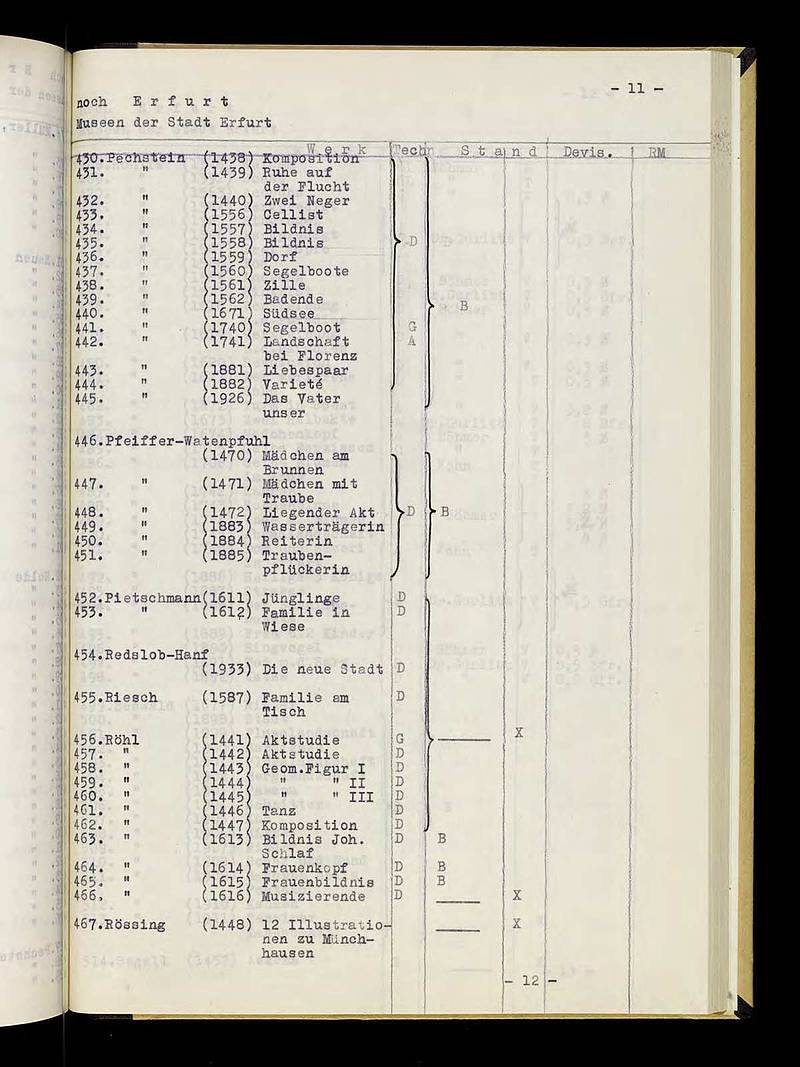 - 11 -
noch E r f u r t
Museen der Stadt Erfurt
W e r k Techn S t a n d Devis. RM
430.Pechstein (1438) Komposition
431. " (1439) Ruhe auf
der Flucht
432. " (1440) Zwei Neger
433. " (1556) Cellist
434. " (1557) Bildnis
435. " (1558) Bildnis D
436. " (1559) Dorf
437. " (1560) Segelboote
438. " (1561) Zille
439. " (1562) Badende
440. " (1671) Südsee B
441. " (1740) Segelboot G
442. " (1741) Landschaft A
bei Florenz
443. " (1881) Liebespaar
444. " (1882) Varieté
445. " (1926) Das Vater
unser
446.Pfeiffer-Watenpfuhl
(1470) Mädchen am
Brunnen
447. " (1471) Mädchen mit
Traube
448. " (1472) Liegender Akt D B
449. " (1883) Wasserträgerin
450. " (1884) Reiterin
451. " (1885) Trauben-
pflückerin
452.Pietschmann(1611) Jünglinge D
453. " (1612) Familie in D
Wiese
454.Redslob-Hanf
(1933) Die neue Stadt D
455.Riesch (1587) Familie am D
Tisch
456.Röhl (1441) Aktstudie G X
457. " (1442) Aktstudie D
458. " (1443) Geom.Figur I D
459. " (1444) " " II D
460. " (1445) " " III D
461. " (1446) Tanz D
462. " (1447) Komposition D
463. " (1613) Bildnis Joh. D B
Schlaf
464. " (1614) Frauenkopf D B
465. " (1615) Frauenbildnis D B
466. " (1616) Musizierende D X
467.Rössing (1448) 12 Illustratio- X
nen zu Münch-
hausen
- 12 -